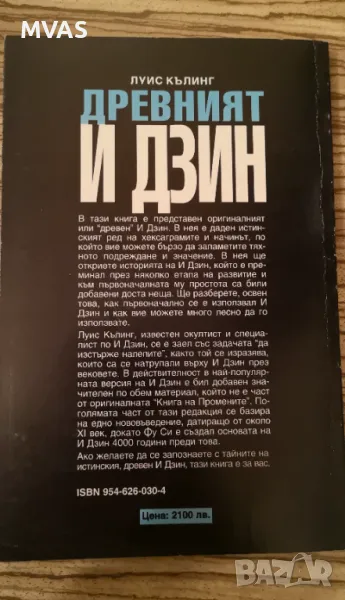 MVAS
ЛУИС КЪЛИНГ
ДРЕВНИЯТ
И ДЗИН
В тази книга е представен оригиналният
или "древен" И Дзин. В нея е даден истин-
ският ред на хексаграмите и начинът, по
който вие можете бързо да запаметите тях-
ното подреждане и значение. В нея ще
откриете историята на И Дзин, който е пре-
минал през няколко етапа на развитие и
към първоначалната му простота са били
добавени доста неща. Ще разберете, освен
това, как първоначално се е използвал И
Дзин и как вие можете много лесно да го
използвате.
Луис Кълинг, известен окултист и специа-
лист по И Дзин, се е заел със задачата "да
изстърже налепите", както той се изразява,
които са се натрупали върху И Дзин през
вековете. В действителност в най-популяр-
ната версия на И Дзин е бил добавен значи-
телен по обем материал, който не е част
от оригиналната "Книга на Промените". По-
голямата част от тази редакция се базира
на едно нововъведение, датиращо от около
XI век, докато Фу Си е създал основата на
И Дзин 4000 години преди това.
Ако желаете да се запознаете с тайните на
истинския, древен И Дзин, тази книга е за вас.
ISBN 954-626-030-4
Цена: 2100 лв.
BAZAR